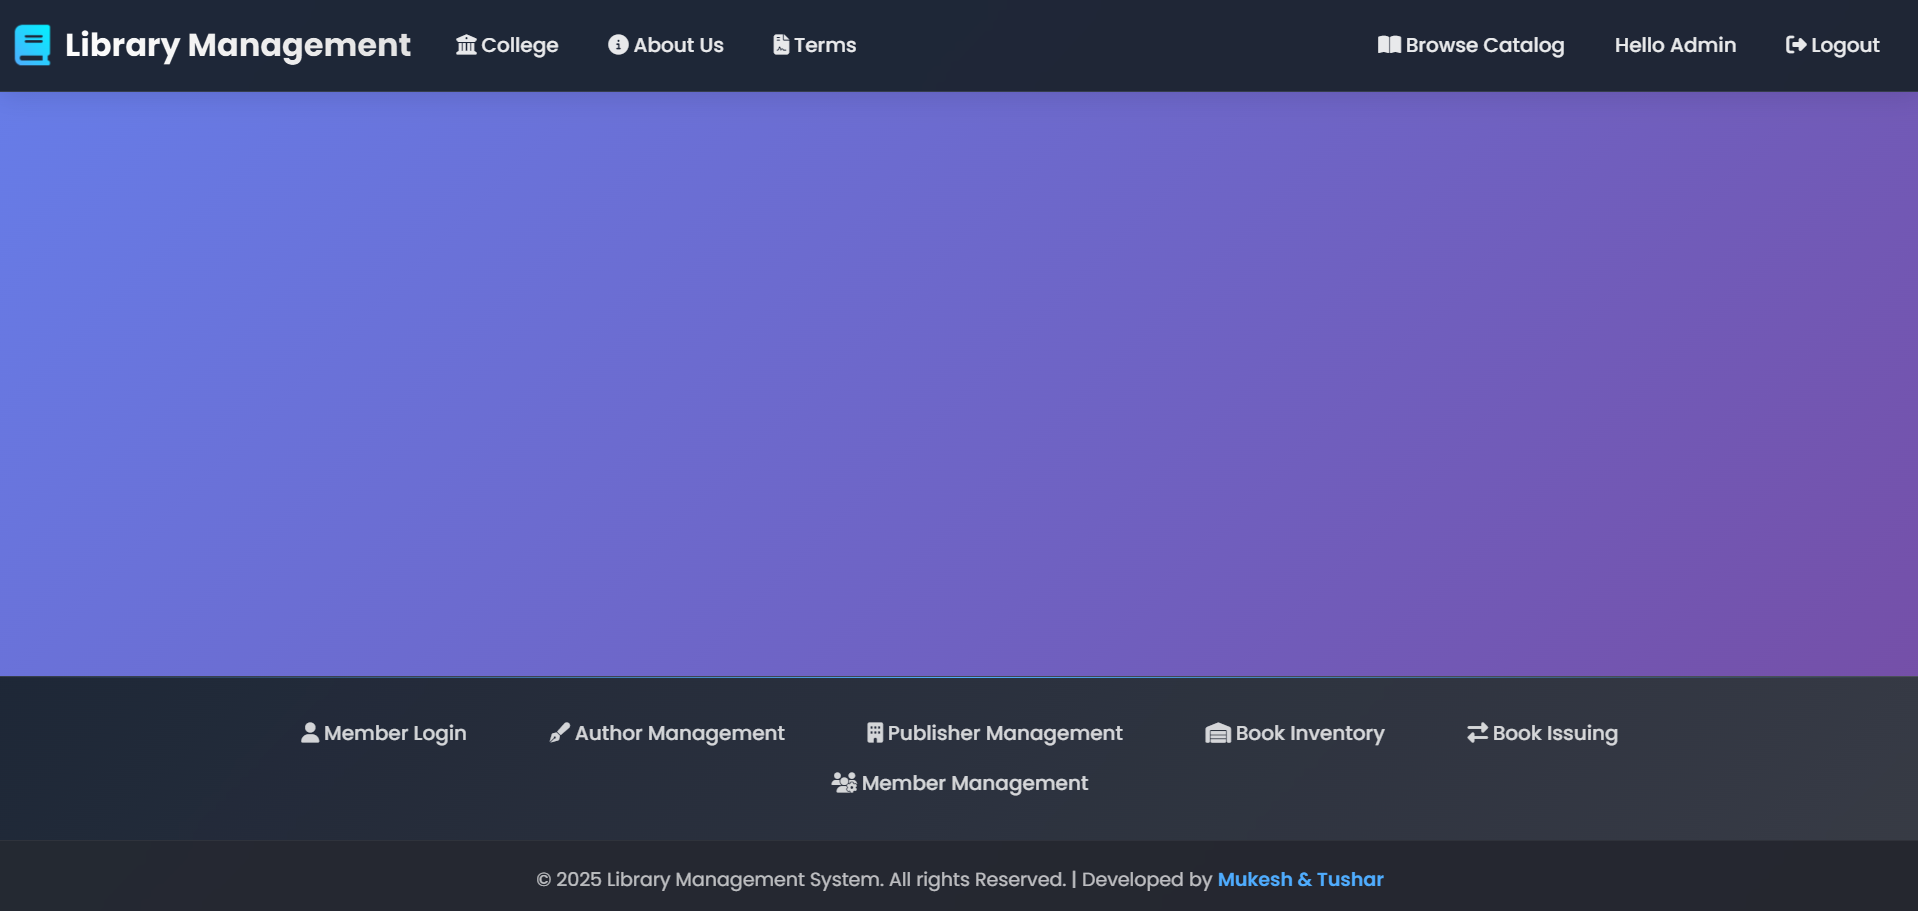 Library Management College About Us Terms Browse Catalog Hello Admin Logout
Member Login Author Management Publisher Management Book Inventory Book Issuing
Member Management
© 2025 Library Management System. All rights Reserved. | Developed by Mukesh & Tushar